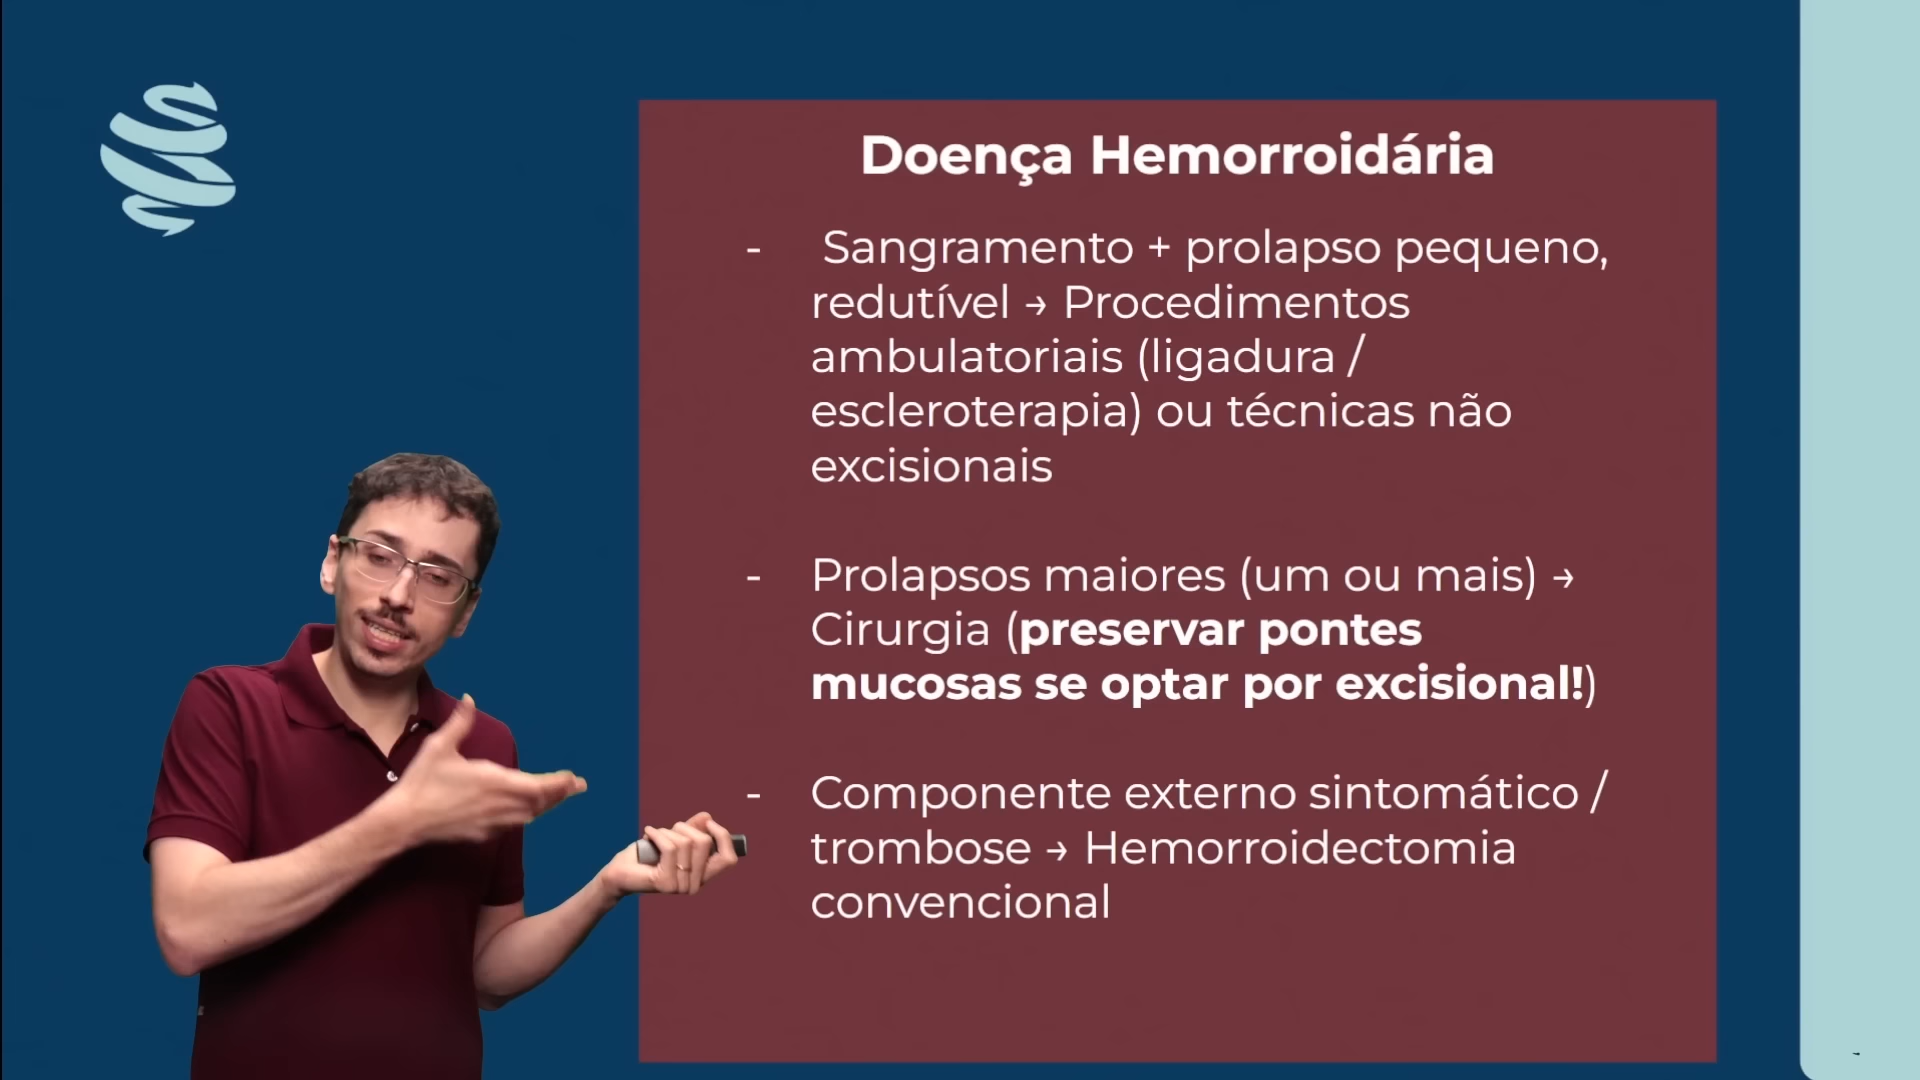 Doença Hemorroidária
- Sangramento + prolapso pequeno,
redutível → Procedimentos
ambulatoriais (ligadura /
escleroterapia) ou técnicas não
excisionais
- Prolapsos maiores (um ou mais) →
Cirurgia (preservar pontes
mucosas se optar por excisional!)
- Componente externo sintomático /
trombose → Hemorroidectomia
convencional